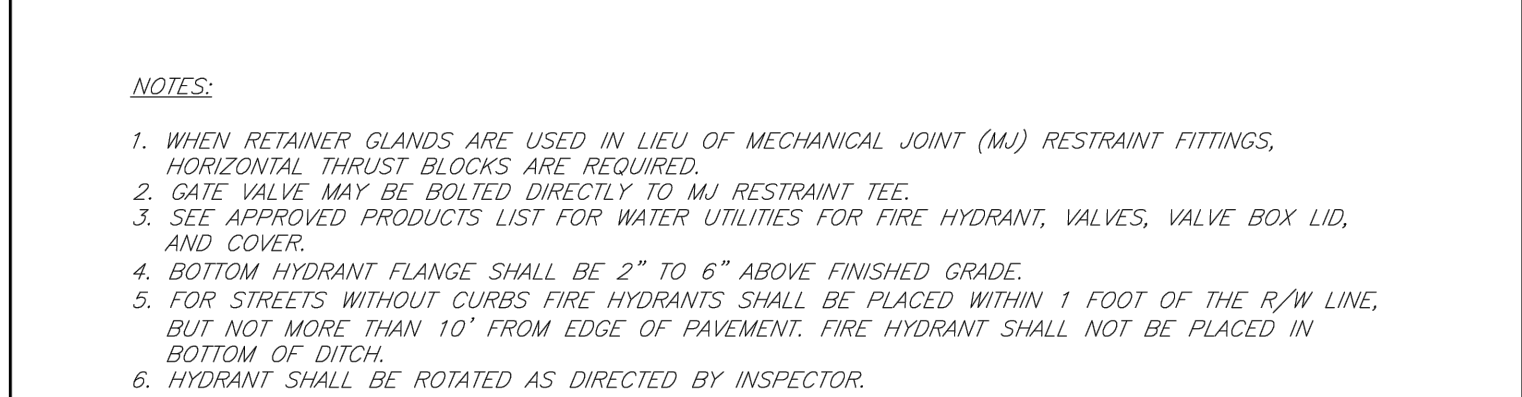 NOTES:
1. WHEN RETAINER GLANDS ARE USED IN LIEU OF MECHANICAL JOINT (MJ) RESTRAINT FITTINGS,
HORIZONTAL THRUST BLOCKS ARE REQUIRED.
2. GATE VALVE MAY BE BOLTED DIRECTLY TO MJ RESTRAINT TEE.
3. SEE APPROVED PRODUCTS LIST FOR WATER UTILITIES FOR FIRE HYDRANT, VALVES, VALVE BOX LID,
AND COVER.
4. BOTTOM HYDRANT FLANGE SHALL BE 2" TO 6" ABOVE FINISHED GRADE.
5. FOR STREETS WITHOUT CURBS FIRE HYDRANTS SHALL BE PLACED WITHIN 1 FOOT OF THE R/W LINE,
BUT NOT MORE THAN 10' FROM EDGE OF PAVEMENT. FIRE HYDRANT SHALL NOT BE PLACED IN
BOTTOM OF DITCH.
6. HYDRANT SHALL BE ROTATED AS DIRECTED BY INSPECTOR.